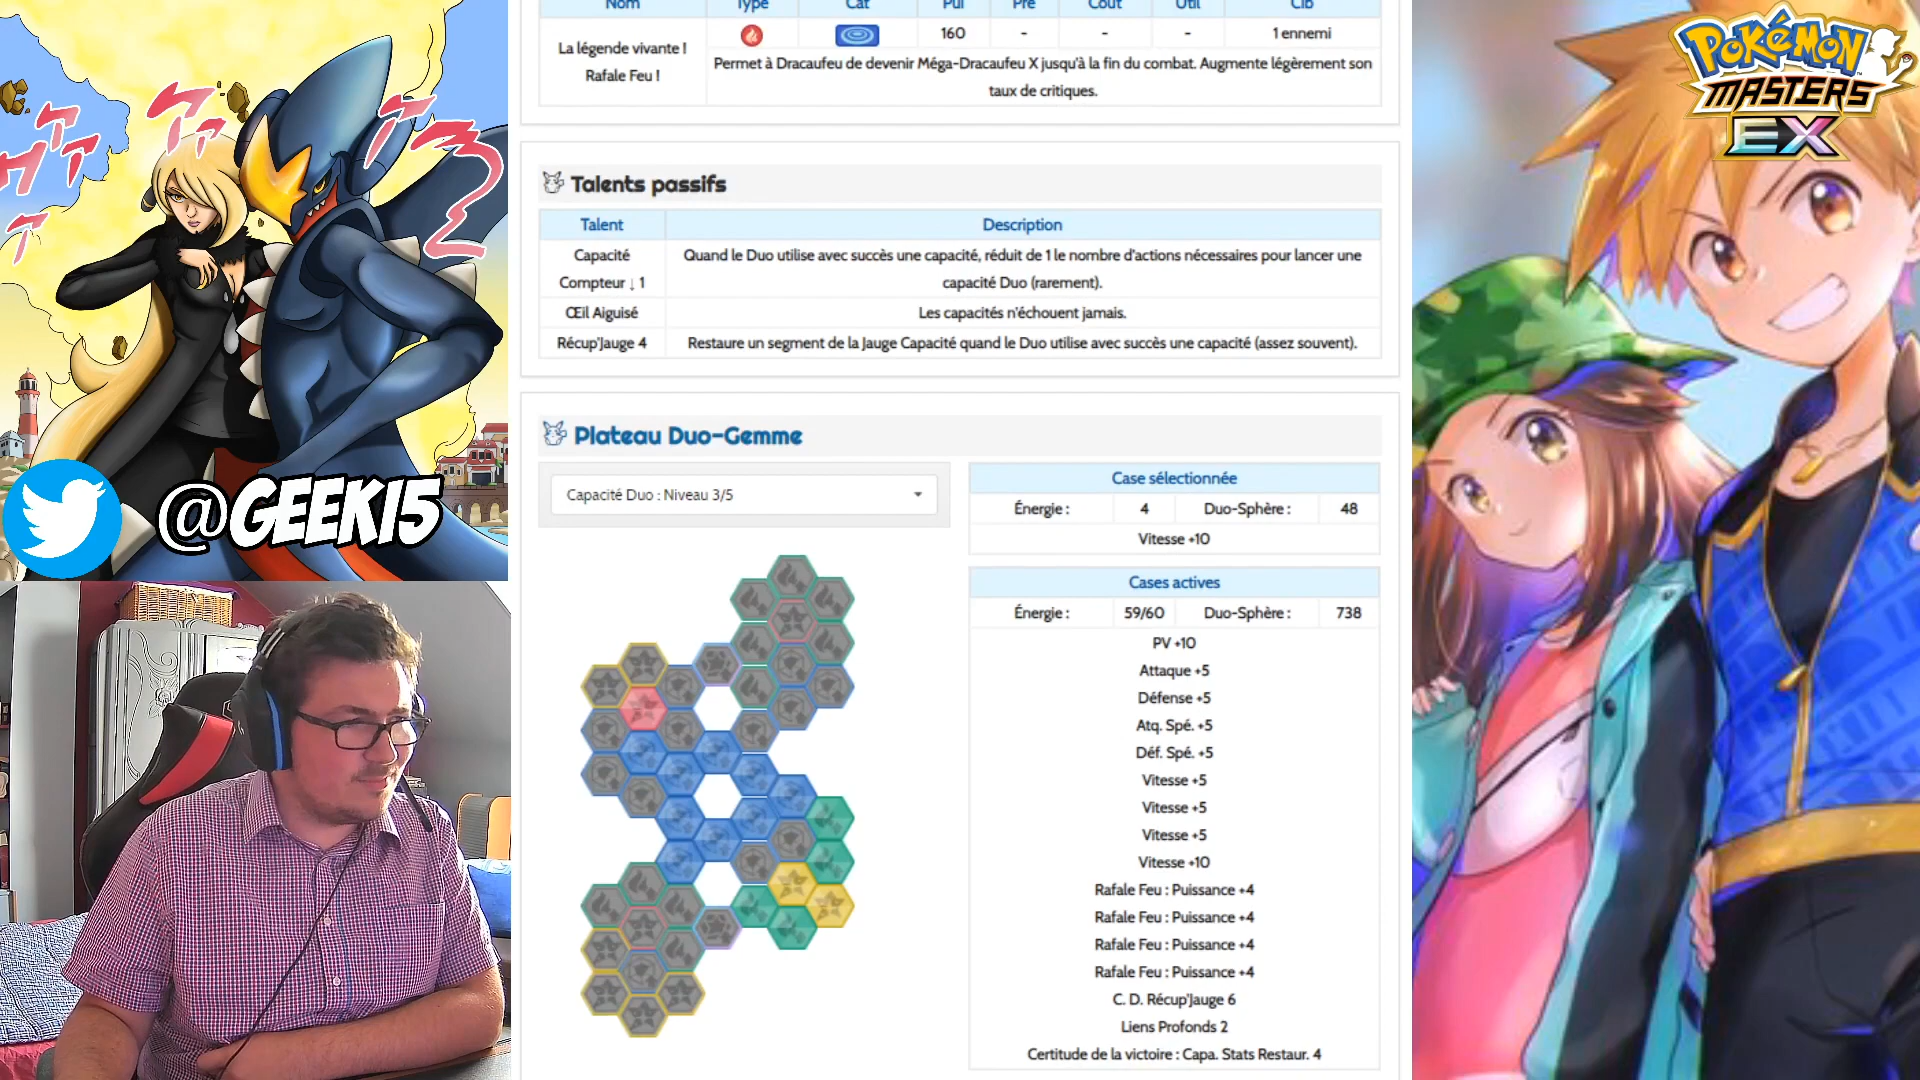 Nom Type Cat Pui Pré Coût Util Cib
La légende vivante !
Rafale Feu !
160 - - - 1 ennemi
Permet à Dracaufeu de devenir Méga-Dracaufeu X jusqu'à la fin du combat. Augmente légèrement son
taux de critiques.
Talents passifs
Talent Description
Capacité
Compteur ↓ 1
Quand le Duo utilise avec succès une capacité, réduit de 1 le nombre d'actions nécessaires pour lancer une
capacité Duo (rarement).
Œil Aiguisé Les capacités n'échouent jamais.
Récup'Jauge 4 Restaure un segment de la Jauge Capacité quand le Duo utilise avec succès une capacité (assez souvent).
Plateau Duo-Gemme
Capacité Duo : Niveau 3/5
Case sélectionnée
Énergie : 4 Duo-Sphère : 48
Vitesse +10
Cases actives
Énergie : 59/60 Duo-Sphère : 738
PV +10
Attaque +5
Défense +5
Atq. Spé. +5
Déf. Spé. +5
Vitesse +5
Vitesse +5
Vitesse +5
Vitesse +10
Rafale Feu : Puissance +4
Rafale Feu : Puissance +4
Rafale Feu : Puissance +4
Rafale Feu : Puissance +4
C. D. Récup'Jauge 6
Liens Profonds 2
Certitude de la victoire : Capa. Stats Restaur. 4
@GEEK15
POKÉMON
MASTERS
EX